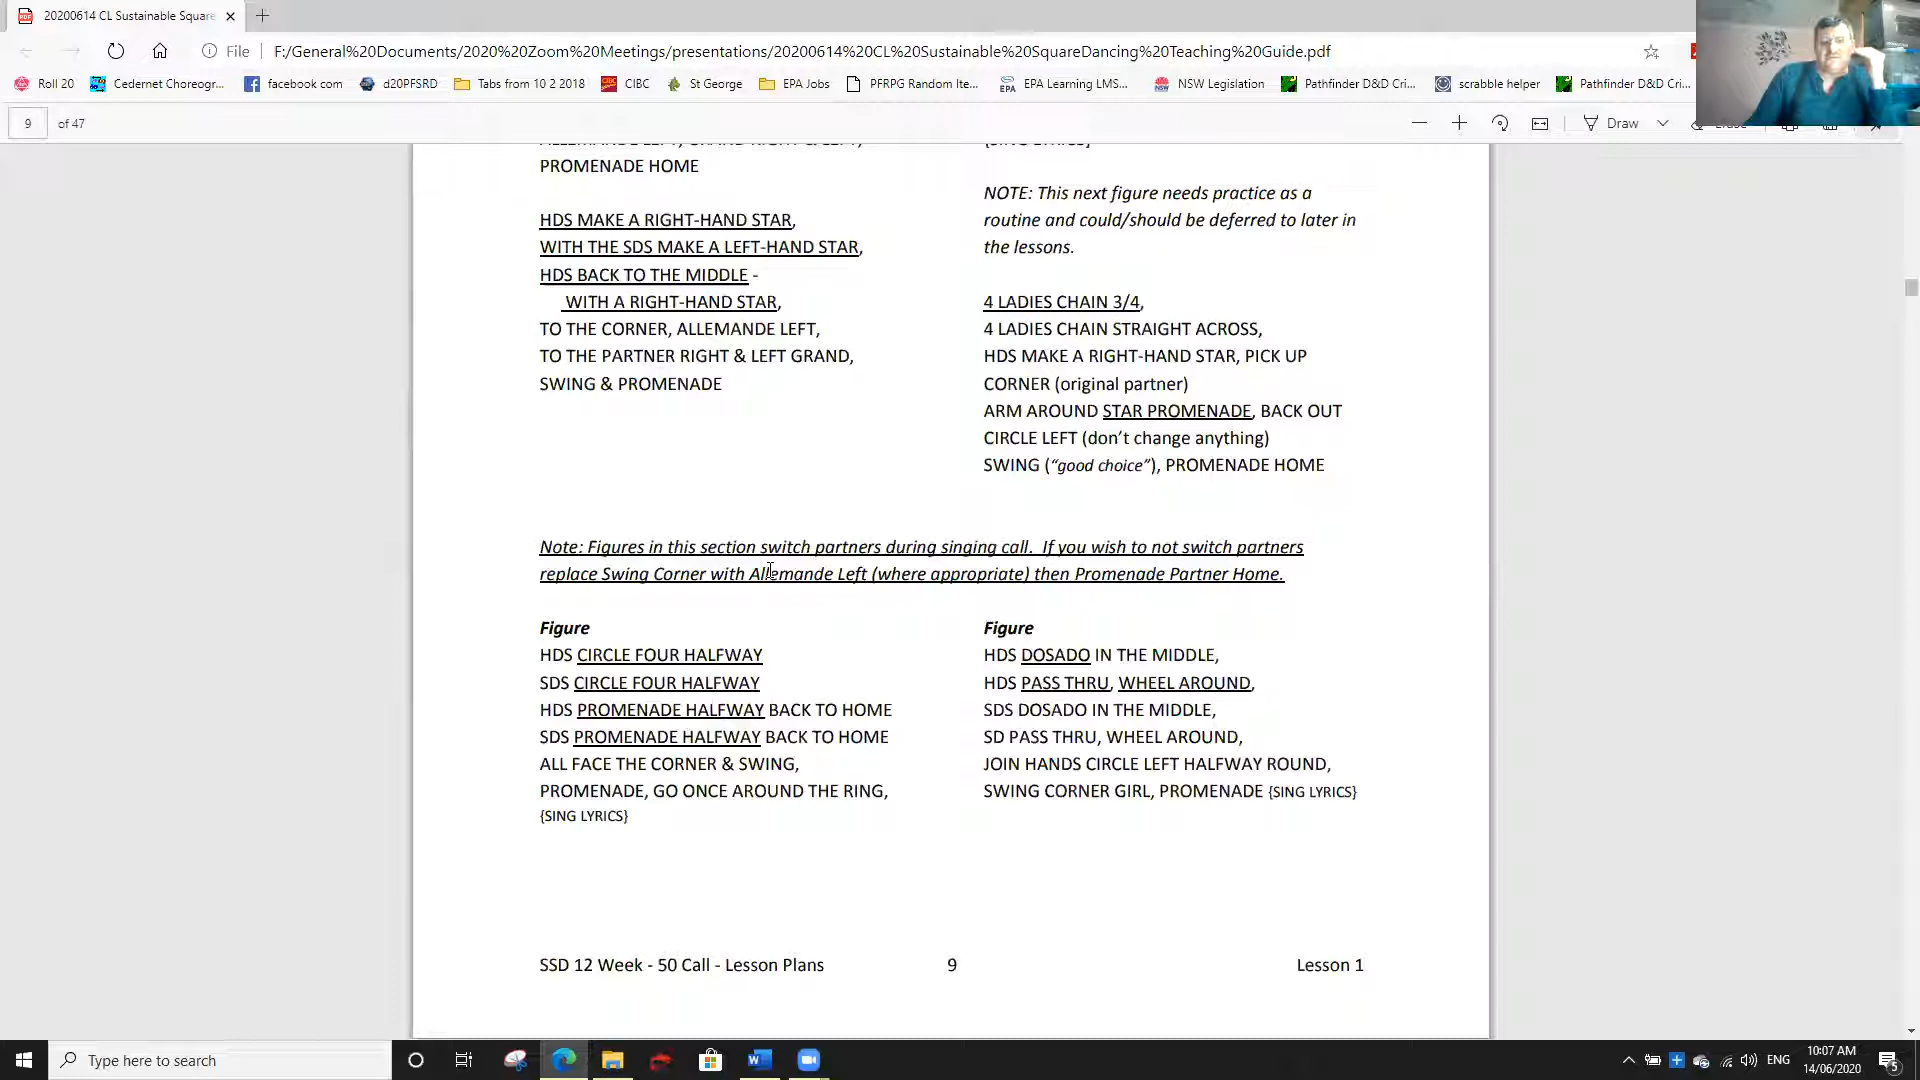 20200614 CL Sustainable Square
File
F:/General%20Documents/2020%20Zoom%20Meetings/presentations/20200614%20CL%20Sustainable%20SquareDancing%20Teaching%20Guide.pdf
Roll 20
Cedernet Choreogr...
facebook com
d20PFSRD
Tabs from 10 2 2018
CIBC
St George
EPA Jobs
PFRPG Random Ite...
EPA Learning LMS...
NSW Legislation
Pathfinder D&D Cri...
scrabble helper
Pathfinder D&D Cri...
9 of 47
Draw
PROMENADE HOME
HDS MAKE A RIGHT-HAND STAR,
WITH THE SDS MAKE A LEFT-HAND STAR,
HDS BACK TO THE MIDDLE -
WITH A RIGHT-HAND STAR,
TO THE CORNER, ALLEMANDE LEFT,
TO THE PARTNER RIGHT & LEFT GRAND,
SWING & PROMENADE
NOTE: This next figure needs practice as a
routine and could/should be deferred to later in
the lessons.
4 LADIES CHAIN 3/4,
4 LADIES CHAIN STRAIGHT ACROSS,
HDS MAKE A RIGHT-HAND STAR, PICK UP
CORNER (original partner)
ARM AROUND STAR PROMENADE, BACK OUT
CIRCLE LEFT (don't change anything)
SWING ("good choice"), PROMENADE HOME
Note: Figures in this section switch partners during singing call. If you wish to not switch partners
replace Swing Corner with Allemande Left (where appropriate) then Promenade Partner Home.
Figure
HDS CIRCLE FOUR HALFWAY
SDS CIRCLE FOUR HALFWAY
HDS PROMENADE HALFWAY BACK TO HOME
SDS PROMENADE HALFWAY BACK TO HOME
ALL FACE THE CORNER & SWING,
PROMENADE, GO ONCE AROUND THE RING,
{SING LYRICS}
Figure
HDS DOSADO IN THE MIDDLE,
HDS PASS THRU, WHEEL AROUND,
SDS DOSADO IN THE MIDDLE,
SD PASS THRU, WHEEL AROUND,
JOIN HANDS CIRCLE LEFT HALFWAY ROUND,
SWING CORNER GIRL, PROMENADE {SING LYRICS}
SSD 12 Week - 50 Call - Lesson Plans
9
Lesson 1
Type here to search
ENG
10:07 AM
14/06/2020
5